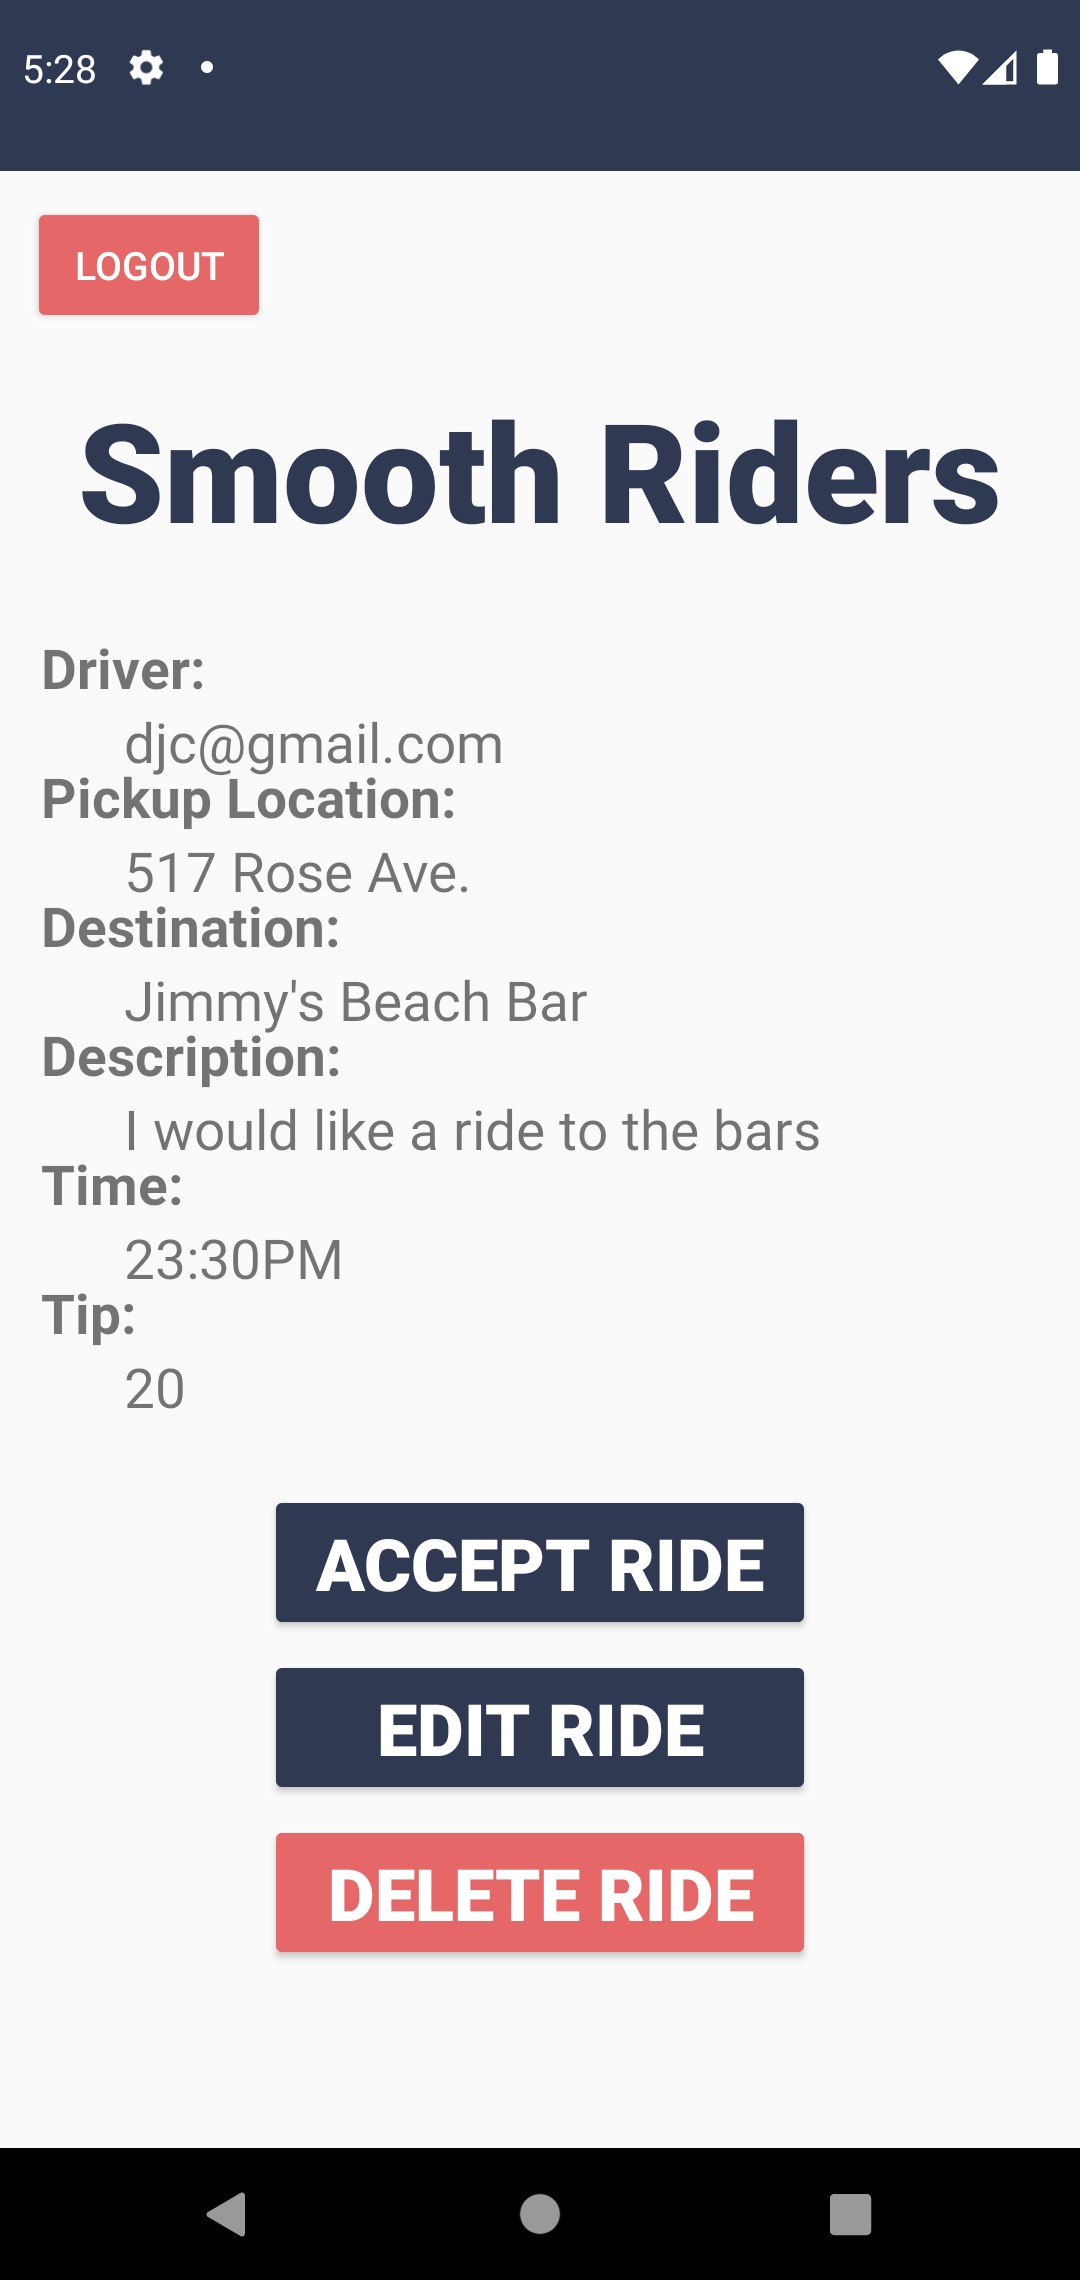 5:28
LOGOUT
Smooth Riders
Driver:
djc@gmail.com
Pickup Location:
517 Rose Ave.
Destination:
Jimmy's Beach Bar
Description:
I would like a ride to the bars
Time:
23:30PM
Tip:
20
ACCEPT RIDE
EDIT RIDE
DELETE RIDE